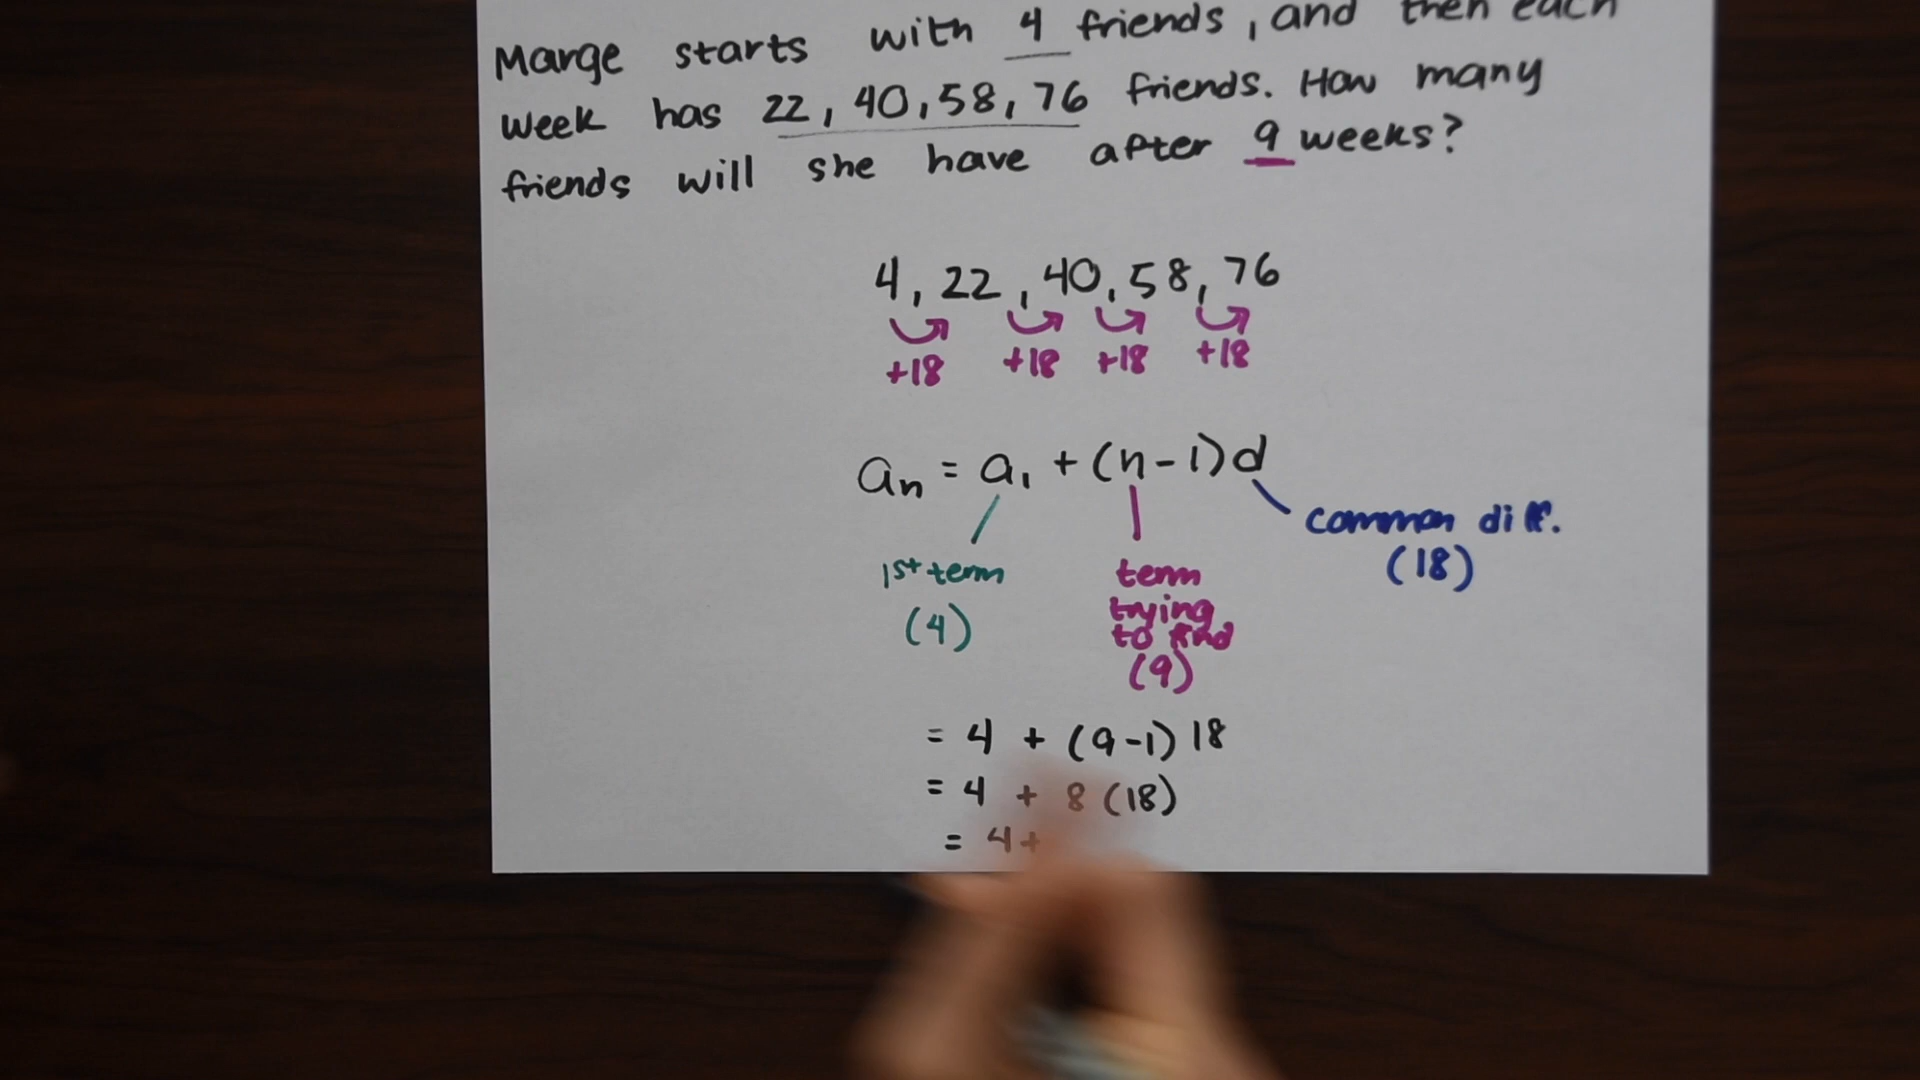 Marge starts with 4 friends, and then each
week has 22, 40, 58, 76 friends. How many
friends will she have after 9 weeks?
4, 22, 40, 58, 76
+18 +18 +18 +18
an = a1 + (n-1)d
common diff.
(18)
1st term
(4)
term
trying
to find
(9)
= 4 + (9-1)18
= 4 + 8(18)
= 4+